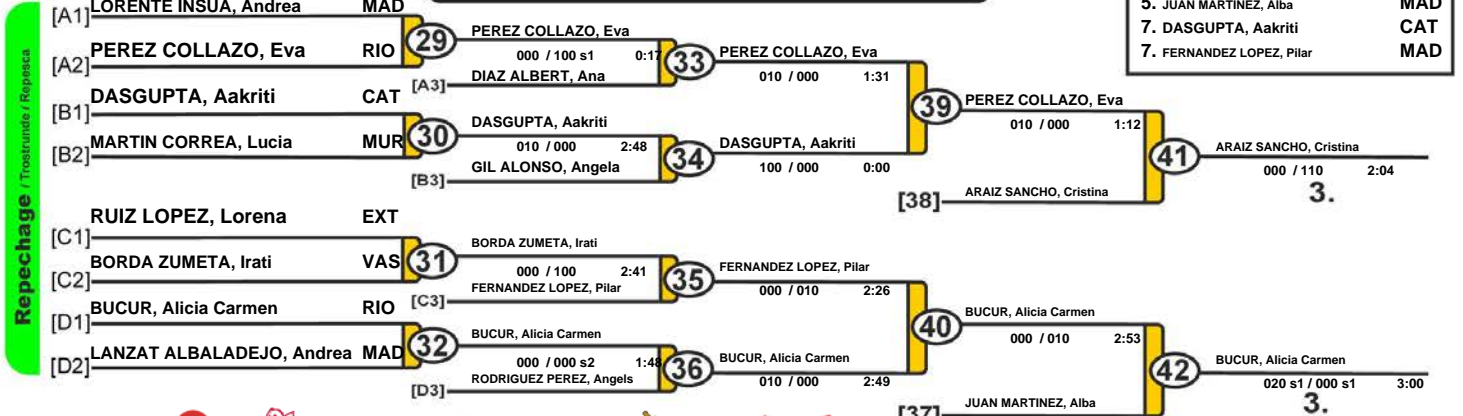 Repechage / Trostrunde / Repesca
[A1] LORENTE INSUA, Andrea MAD
[A2] PEREZ COLLAZO, Eva RIO
[B1] DASGUPTA, Aakriti CAT
[B2] MARTIN CORREA, Lucia MUR
[C1] RUIZ LOPEZ, Lorena EXT
[C2] BORDA ZUMETA, Irati VAS
[D1] BUCUR, Alicia Carmen RIO
[D2] LANZAT ALBALADEJO, Andrea MAD
29
PEREZ COLLAZO, Eva
000 / 100 s1 0:17
[A3] DIAZ ALBERT, Ana
30
DASGUPTA, Aakriti
010 / 000 2:48
[B3] GIL ALONSO, Angela
31
BORDA ZUMETA, Irati
000 / 100 2:41
[C3] FERNANDEZ LOPEZ, Pilar
32
BUCUR, Alicia Carmen
000 / 000 s2 1:48
[D3] RODRIGUEZ PEREZ, Angels
33
PEREZ COLLAZO, Eva
010 / 000 1:31
34
DASGUPTA, Aakriti
100 / 000 0:00
35
FERNANDEZ LOPEZ, Pilar
000 / 010 2:26
36
BUCUR, Alicia Carmen
010 / 000 2:49
39
PEREZ COLLAZO, Eva
010 / 000 1:12
[38] ARAIZ SANCHO, Cristina
40
BUCUR, Alicia Carmen
000 / 010 2:53
[37] JUAN MARTINEZ, Alba
41
ARAIZ SANCHO, Cristina
000 / 110 2:04
3.
42
BUCUR, Alicia Carmen
020 s1 / 000 s1 3:00
3.
5. JUAN MARTINEZ, Alba MAD
7. DASGUPTA, Aakriti CAT
7. FERNANDEZ LOPEZ, Pilar MAD